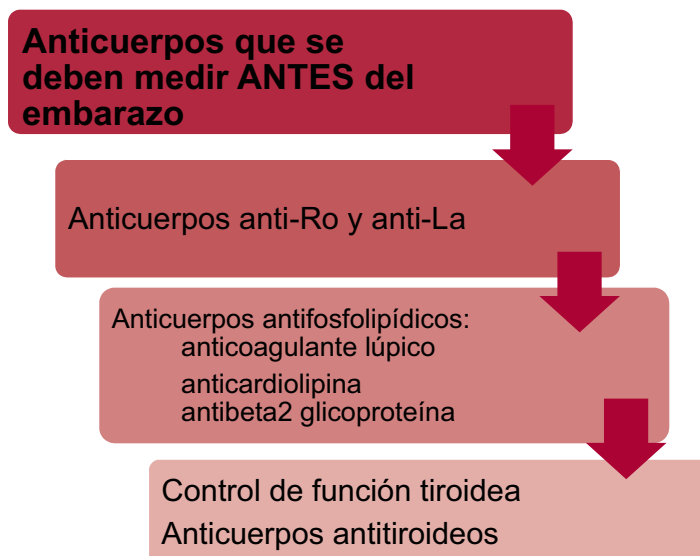 Anticuerpos que se
deben medir ANTES del
embarazo
Anticuerpos anti-Ro y anti-La
Anticuerpos antifosfolipídicos:
anticoagulante lúpico
anticardiolipina
antibeta2 glicoproteína
Control de función tiroidea
Anticuerpos antitiroideos